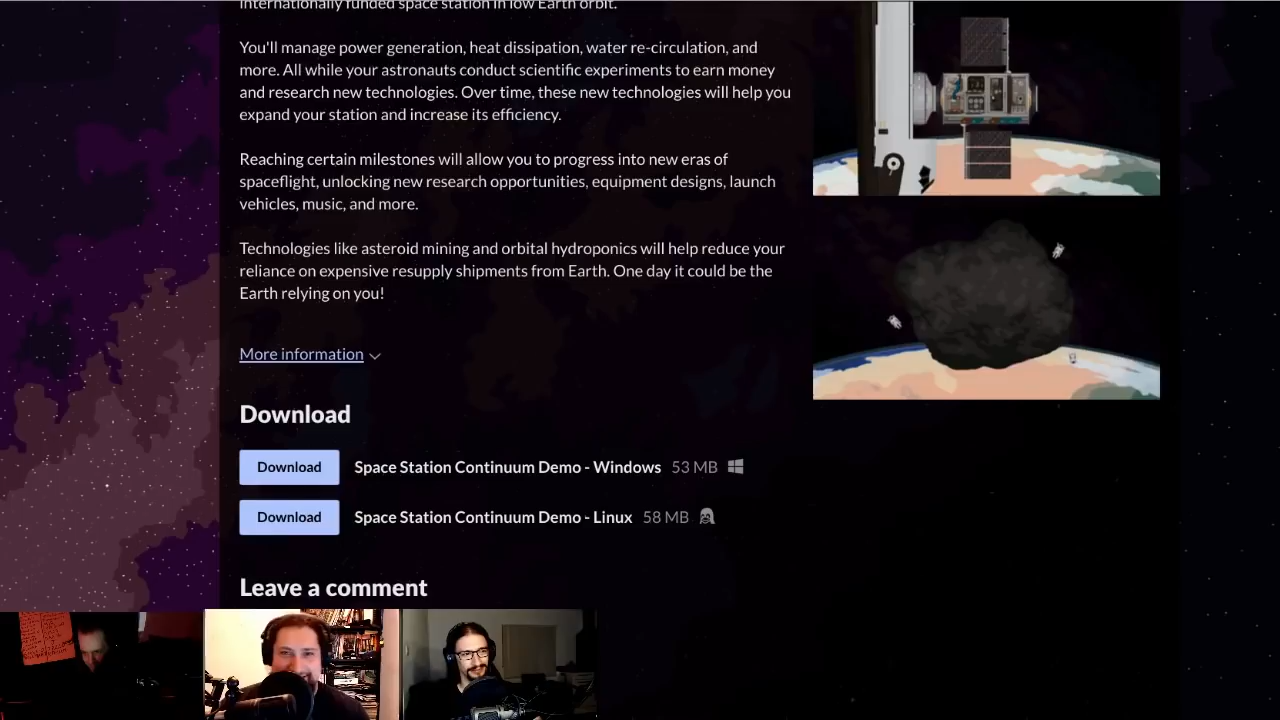 internationally funded space station in low Earth orbit.
You'll manage power generation, heat dissipation, water re-circulation, and
more. All while your astronauts conduct scientific experiments to earn money
and research new technologies. Over time, these new technologies will help you
expand your station and increase its efficiency.
Reaching certain milestones will allow you to progress into new eras of
spaceflight, unlocking new research opportunities, equipment designs, launch
vehicles, music, and more.
Technologies like asteroid mining and orbital hydroponics will help reduce your
reliance on expensive resupply shipments from Earth. One day it could be the
Earth relying on you!
More information
Download
Download Space Station Continuum Demo - Windows 53 MB
Download Space Station Continuum Demo - Linux 58 MB
Leave a comment